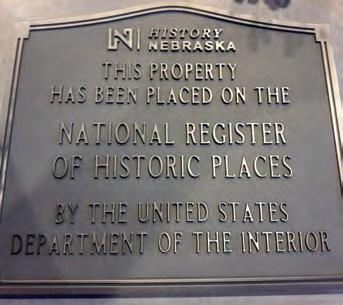 N HISTORY
NEBRASKA
THIS PROPERTY
HAS BEEN PLACED ON THE
NATIONAL REGISTER
OF HISTORIC PLACES
BY THE UNITED STATES
DEPARTMENT OF THE INTERIOR